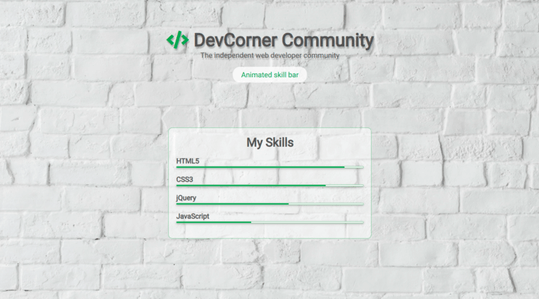 </> DevCorner Community
The independent web developer community
Animated skill bar
My Skills
HTML5
CSS3
jQuery
JavaScript